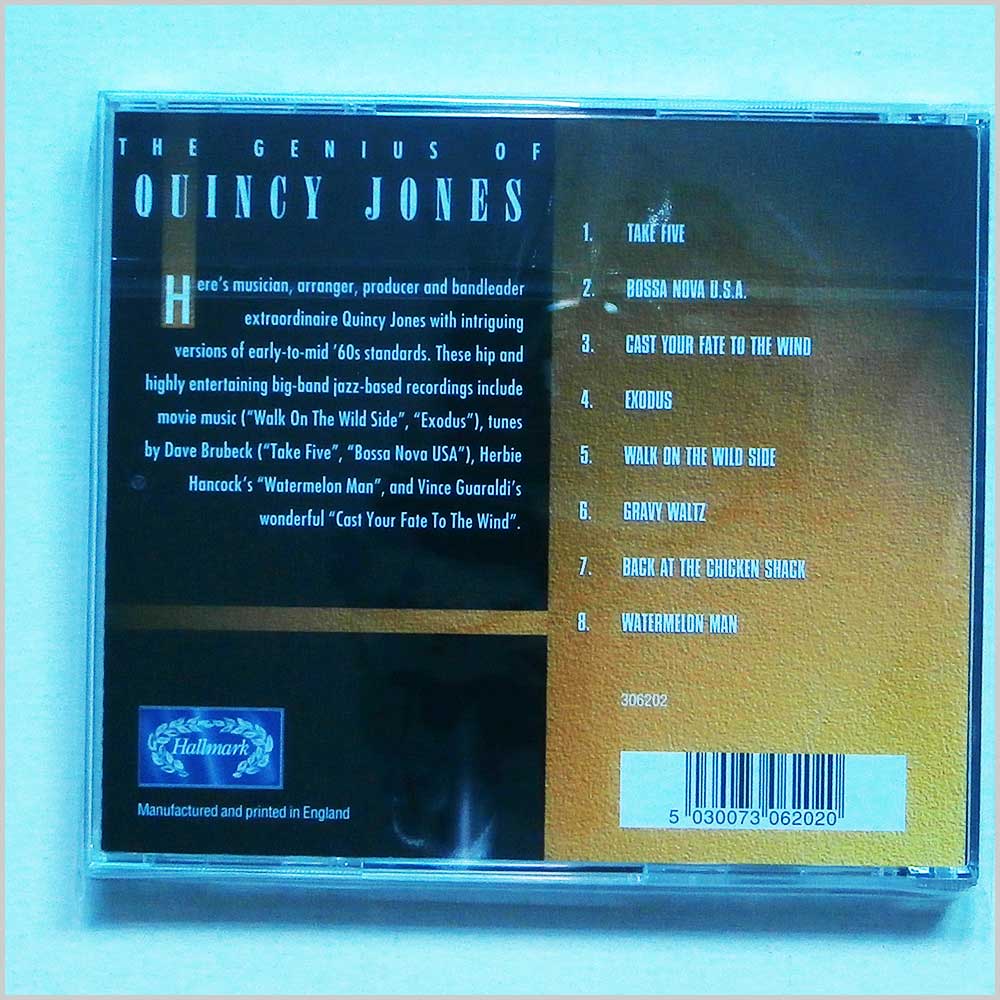 THE GENIUS OF
QUINCY JONES
Here's musician, arranger, producer and bandleader
extraordinaire Quincy Jones with intriguing
versions of early-to-mid '60s standards. These hip and
highly entertaining big-band jazz-based recordings include
movie music ("Walk On The Wild Side", "Exodus"), tunes
by Dave Brubeck ("Take Five", "Bossa Nova USA"), Herbie
Hancock's "Watermelon Man", and Vince Guaraldi's
wonderful "Cast Your Fate To The Wind".
Hallmark
Manufactured and printed in England
1. TAKE FIVE
2. BOSSA NOVA U.S.A.
3. CAST YOUR FATE TO THE WIND
4. EXODUS
5. WALK ON THE WILD SIDE
6. GRAVY WALTZ
7. BACK AT THE CHICKEN SHACK
8. WATERMELON MAN
306202
5 030073 062020